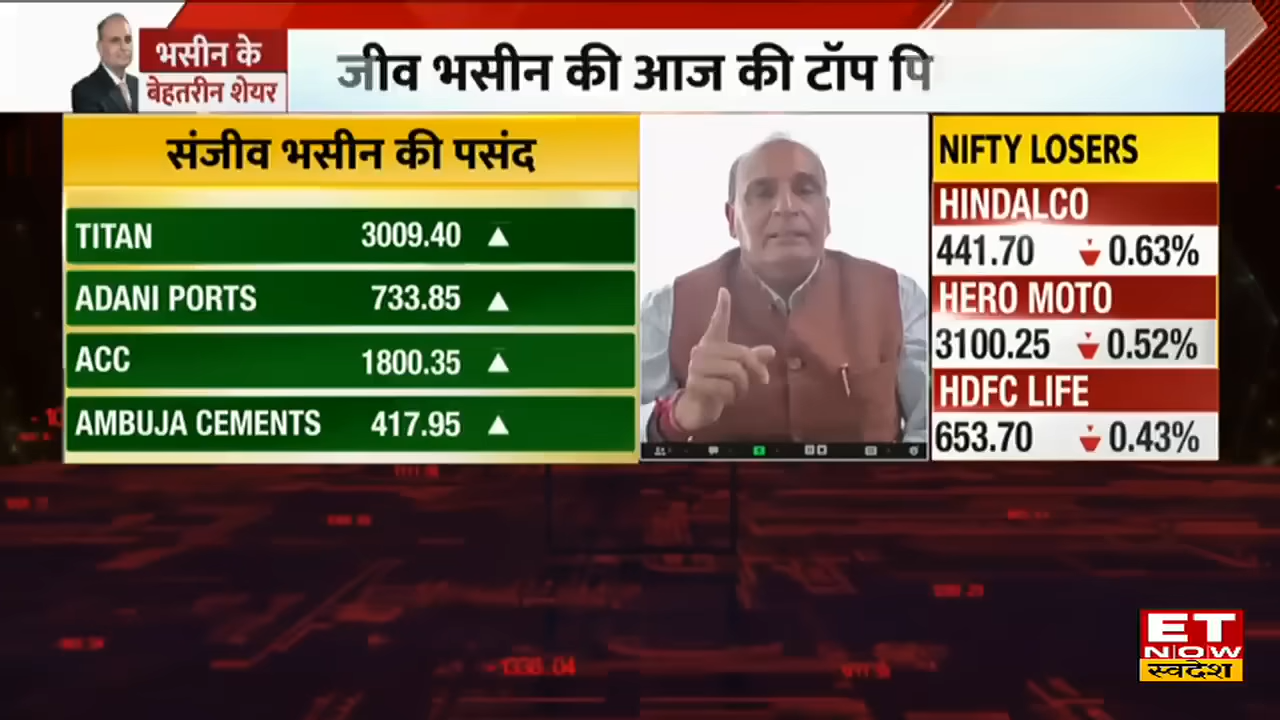 भसीन के
बेहतरीन शेयर
जीव भसीन की आज की टॉप पि
संजीव भसीन की पसंद
TITAN 3009.40
ADANI PORTS 733.85
ACC 1800.35
AMBUJA CEMENTS 417.95
NIFTY LOSERS
HINDALCO
441.70 0.63%
HERO MOTO
3100.25 0.52%
HDFC LIFE
653.70 0.43%
-1338.04
ET
NOW
स्वदेश